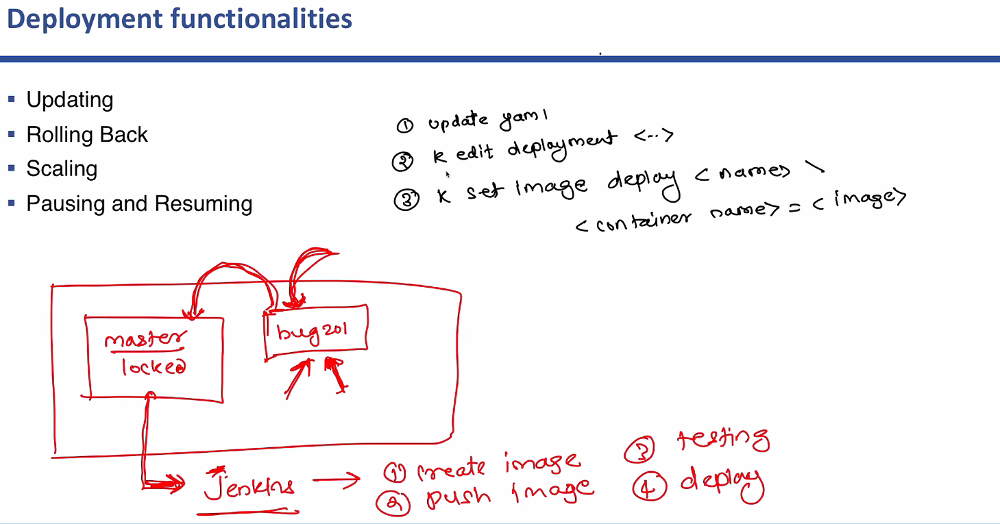 Deployment functionalities
▪ Updating
▪ Rolling Back
▪ Scaling
▪ Pausing and Resuming
① update yaml
② k edit deployment <--->
③ k set image deploy <names \
<container name> = <image>
master
locked
bug201
Jenkins →
① create image
② push image
③ testing
④ deploy